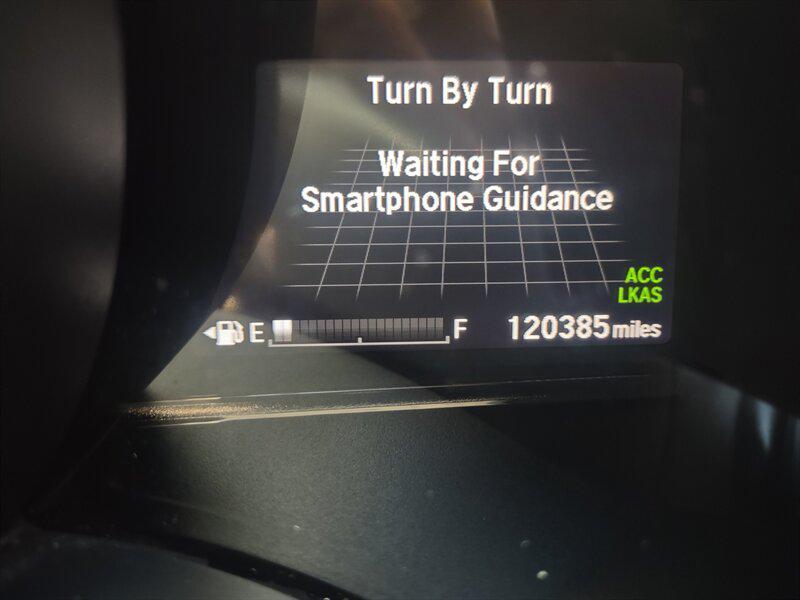 Turn By Turn
Waiting For
Smartphone Guidance
ACC
LKAS
E F 120385 miles